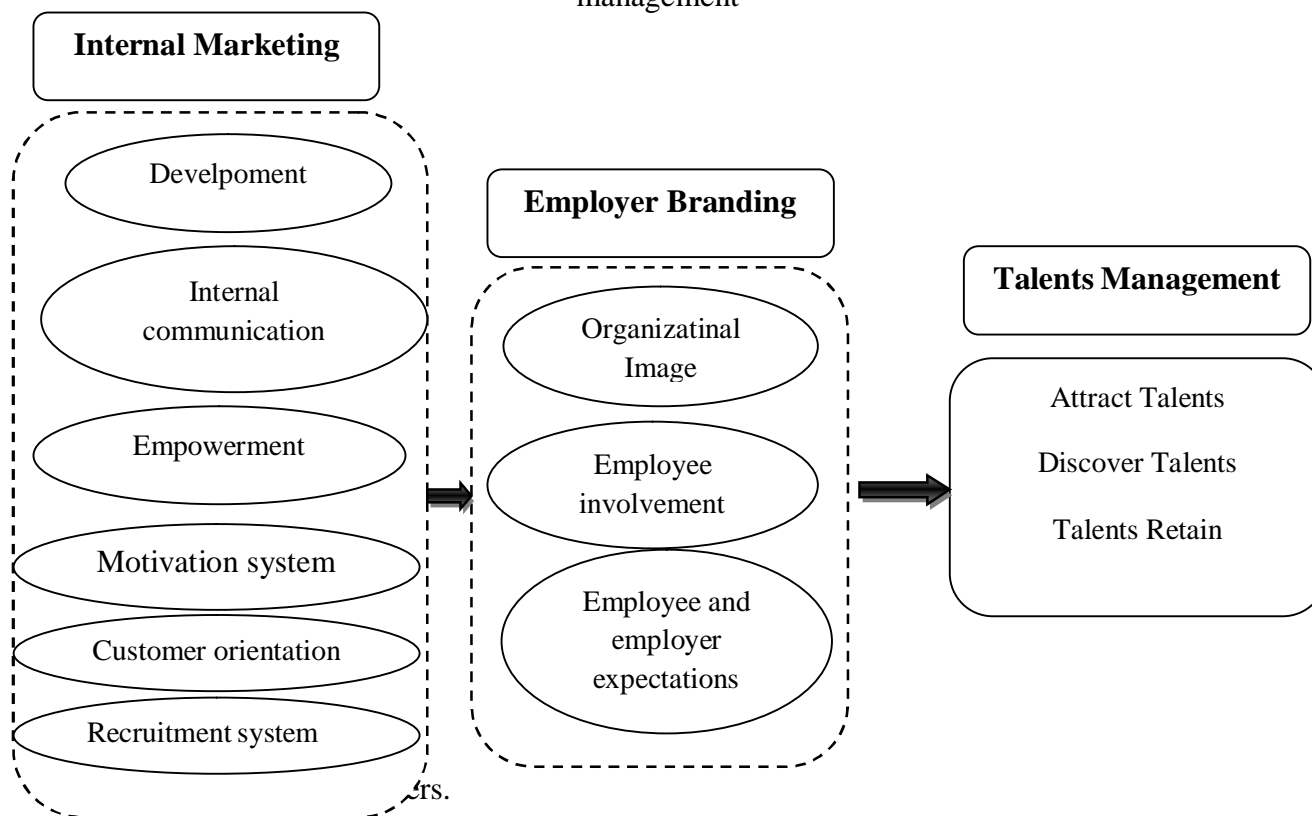 management
Internal Marketing
Develpoment
Internal
communication
Empowerment
Motivation system
Customer orientation
Recruitment system
Employer Branding
Organizatinal
Image
Employee
involvement
Employee and
employer
expectations
Talents Management
Attract Talents
Discover Talents
Talents Retain